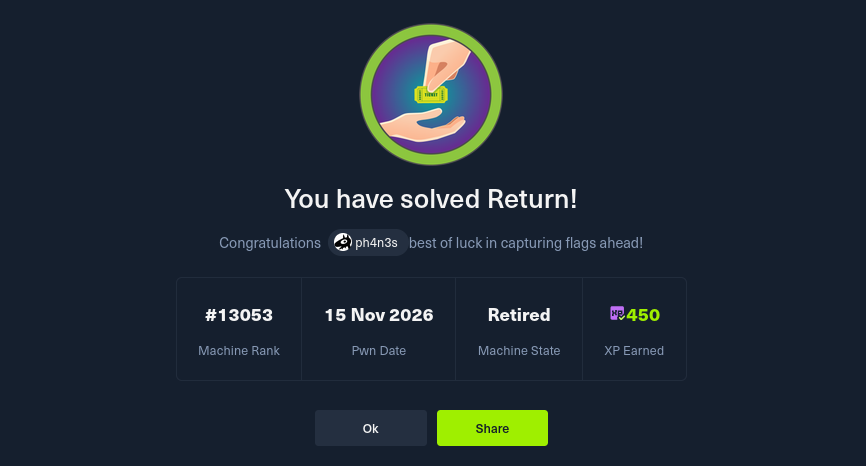 You have solved Return!
Congratulations ph4n3s best of luck in capturing flags ahead!
#13053
Machine Rank
15 Nov 2026
Pwn Date
Retired
Machine State
450
XP Earned
Ok
Share